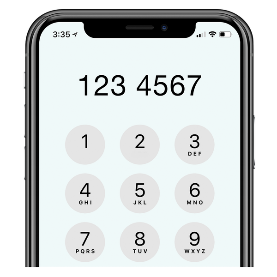 3:35
123 4567
1 2 3
DEF
4 5 6
GHI JKL MNO
7 8 9
PQRS TUV WXYZ